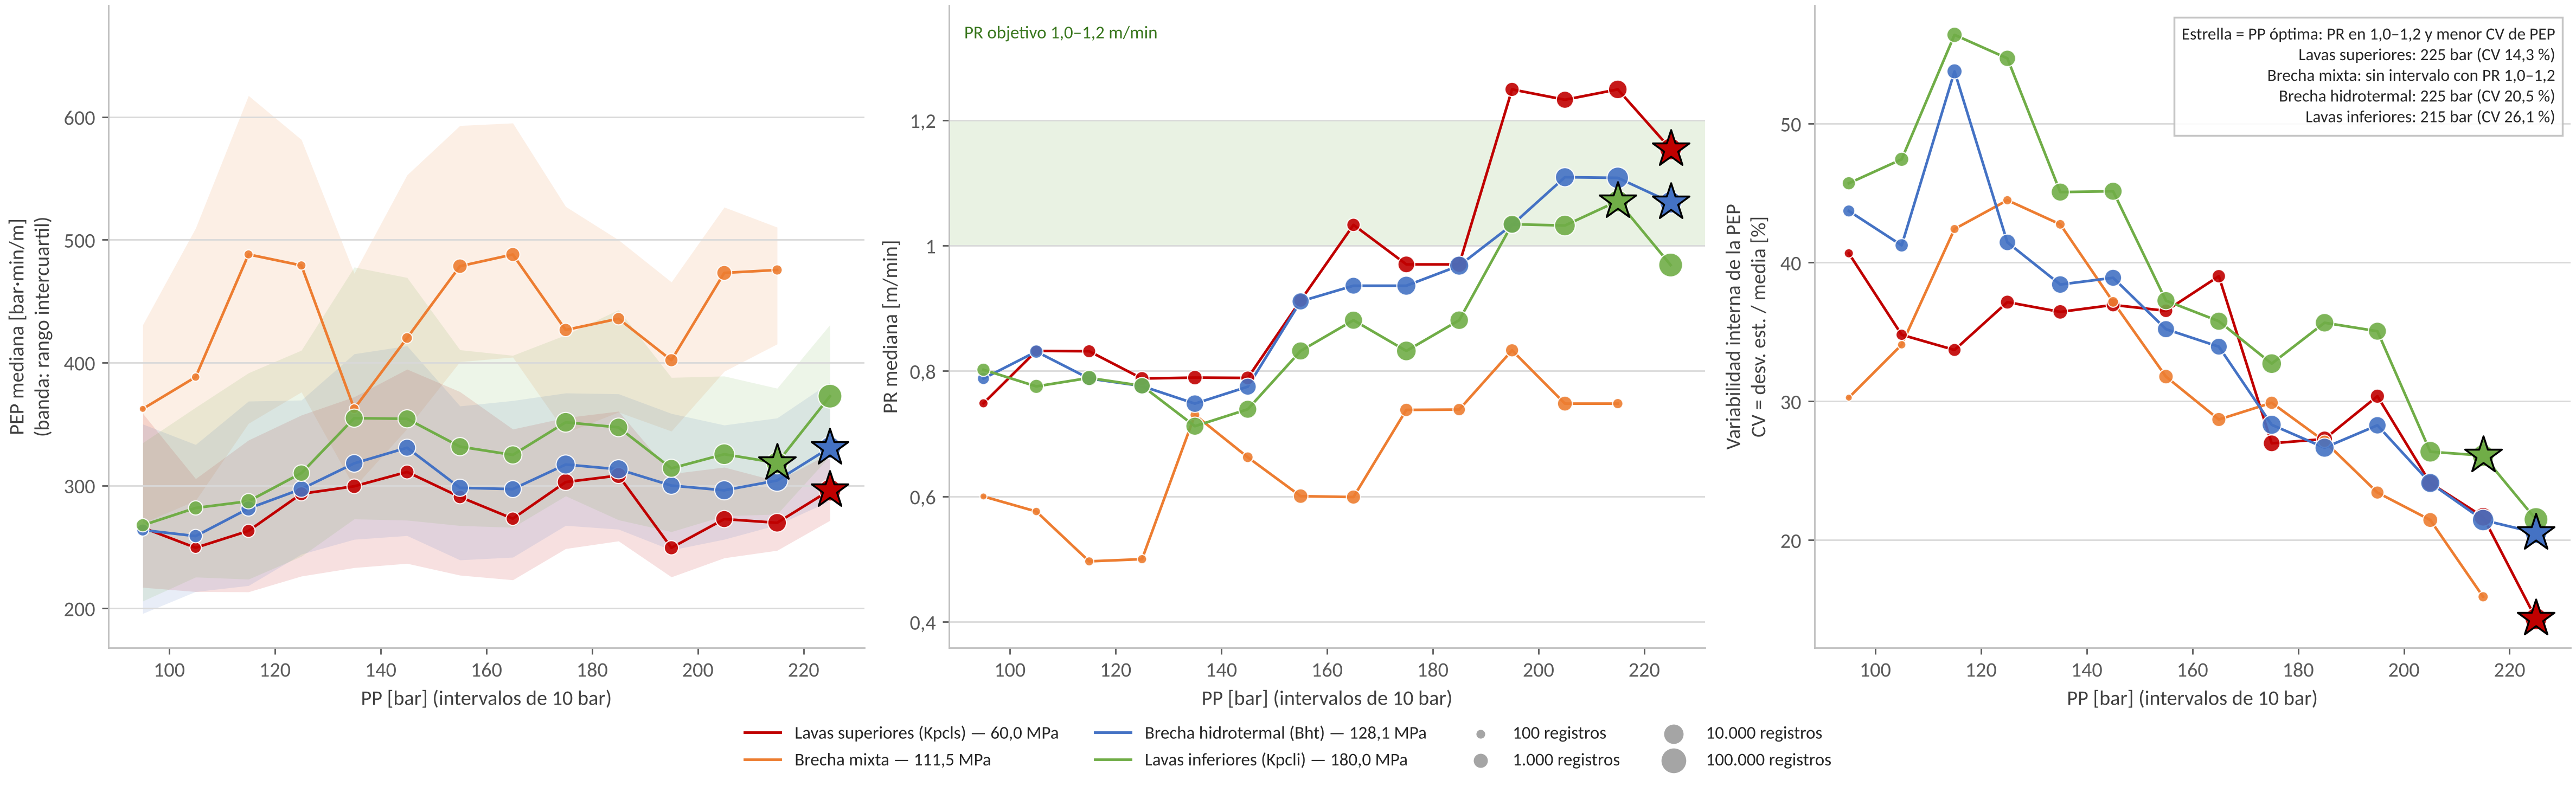 PEP mediana [bar·min/m]
(banda: rango intercuartil)
600
500
400
300
200
100
120
140
160
180
200
220
PP [bar] (intervalos de 10 bar)
PR objetivo 1,0–1,2 m/min
PR mediana [m/min]
1,2
1
0,8
0,6
0,4
100
120
140
160
180
200
220
PP [bar] (intervalos de 10 bar)
Variabilidad interna de la PEP
CV = desv. est. / media [%]
50
40
30
20
100
120
140
160
180
200
220
PP [bar] (intervalos de 10 bar)
Estrella = PP óptima: PR en 1,0–1,2 y menor CV de PEP
Lavas superiores: 225 bar (CV 14,3 %)
Brecha mixta: sin intervalo con PR 1,0–1,2
Brecha hidrotermal: 225 bar (CV 20,5 %)
Lavas inferiores: 215 bar (CV 26,1 %)
Lavas superiores (Kpcls) — 60,0 MPa
Brecha mixta — 111,5 MPa
Brecha hidrotermal (Bht) — 128,1 MPa
Lavas inferiores (Kpcli) — 180,0 MPa
100 registros
1.000 registros
10.000 registros
100.000 registros